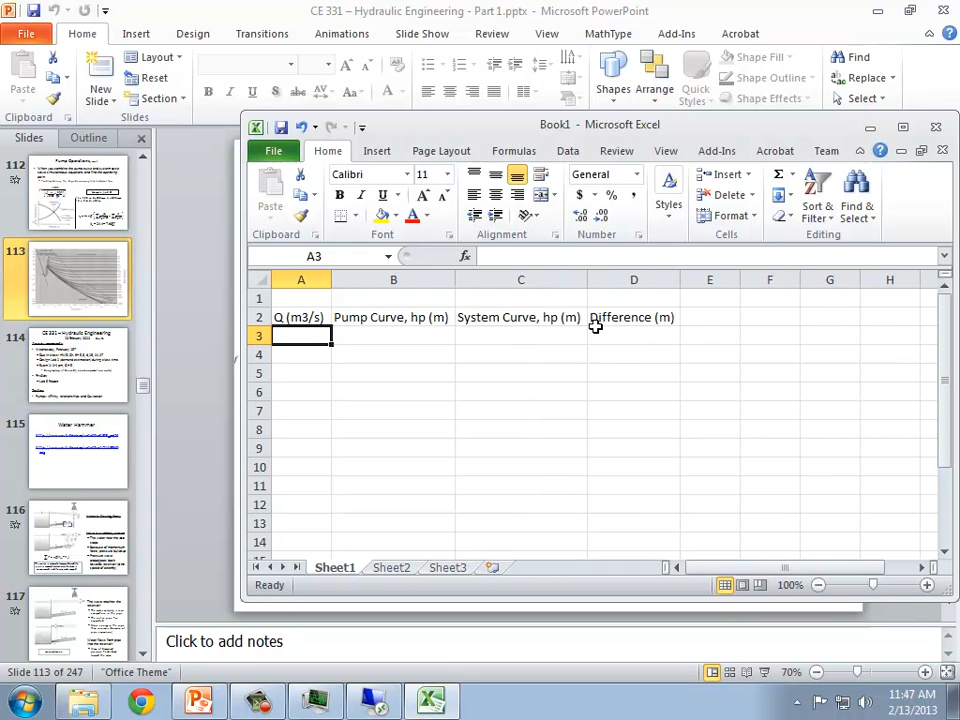 CE 331 – Hydraulic Engineering - Part 1.pptx - Microsoft PowerPoint
File Home Insert Design Transitions Animations Slide Show Review View MathType Add-Ins Acrobat
Paste New Slide Layout Reset Section Shapes Arrange Quick Styles Shape Fill Shape Outline Shape Effects Find Replace Select
Clipboard Slides
Slides Outline
112
Pump Operations
113
114
CE 331 – Hydraulic Engineering
115
Water Hammer
116
117
Book1 - Microsoft Excel
File Home Insert Page Layout Formulas Data Review View Add-Ins Acrobat Team
Paste Calibri 11 General Styles Insert Delete Format Sort & Filter Find & Select
B I U A $ % ,
Clipboard Font Alignment Number Cells Editing
A3 fx
A B C D E F G H
1
2 Q (m3/s) Pump Curve, hp (m) System Curve, hp (m) Difference (m)
3
4
5
6
7
8
9
10
11
12
13
14
15
Sheet1 Sheet2 Sheet3
Ready 100%
Click to add notes
Slide 113 of 247 "Office Theme" 70%
11:47 AM
2/13/2013